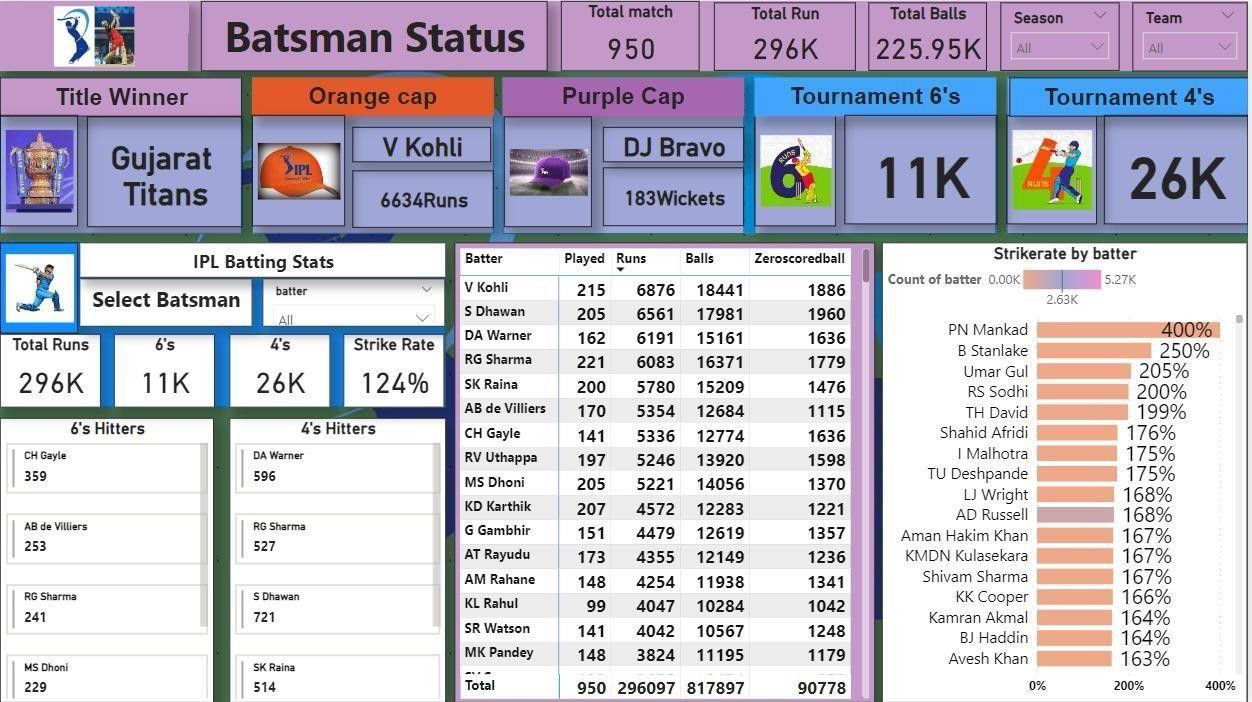 Batsman Status
Total match
950
Total Run
296K
Total Balls
225.95K
Season
All
Team
All
Title Winner
Gujarat
Titans
Orange cap
IPL
V Kohli
6634Runs
Purple Cap
DJ Bravo
183Wickets
Tournament 6's
RUNS
6
11K
Tournament 4's
4
RUNS
26K
IPL Batting Stats
Select Batsman
batter
All
Total Runs
296K
6's
11K
4's
26K
Strike Rate
124%
6's Hitters
CH Gayle
359
AB de Villiers
253
RG Sharma
241
MS Dhoni
229
4's Hitters
DA Warner
596
RG Sharma
527
S Dhawan
721
SK Raina
514
Batter Played Runs Balls Zeroscoredball
V Kohli 215 6876 18441 1886
S Dhawan 205 6561 17981 1960
DA Warner 162 6191 15161 1636
RG Sharma 221 6083 16371 1779
SK Raina 200 5780 15209 1476
AB de Villiers 170 5354 12684 1115
CH Gayle 141 5336 12774 1636
RV Uthappa 197 5246 13920 1598
MS Dhoni 205 5221 14056 1370
KD Karthik 207 4572 12283 1221
G Gambhir 151 4479 12619 1357
AT Rayudu 173 4355 12149 1236
AM Rahane 148 4254 11938 1341
KL Rahul 99 4047 10284 1042
SR Watson 141 4042 10567 1248
MK Pandey 148 3824 11195 1179
Total 950 296097 817897 90778
Strikerate by batter
Count of batter 0.00K 5.27K
2.63K
PN Mankad 400%
B Stanlake 250%
Umar Gul 205%
RS Sodhi 200%
TH David 199%
Shahid Afridi 176%
I Malhotra 175%
TU Deshpande 175%
LJ Wright 168%
AD Russell 168%
Aman Hakim Khan 167%
KMDN Kulasekara 167%
Shivam Sharma 167%
KK Cooper 166%
Kamran Akmal 164%
BJ Haddin 164%
Avesh Khan 163%
0% 200% 400%